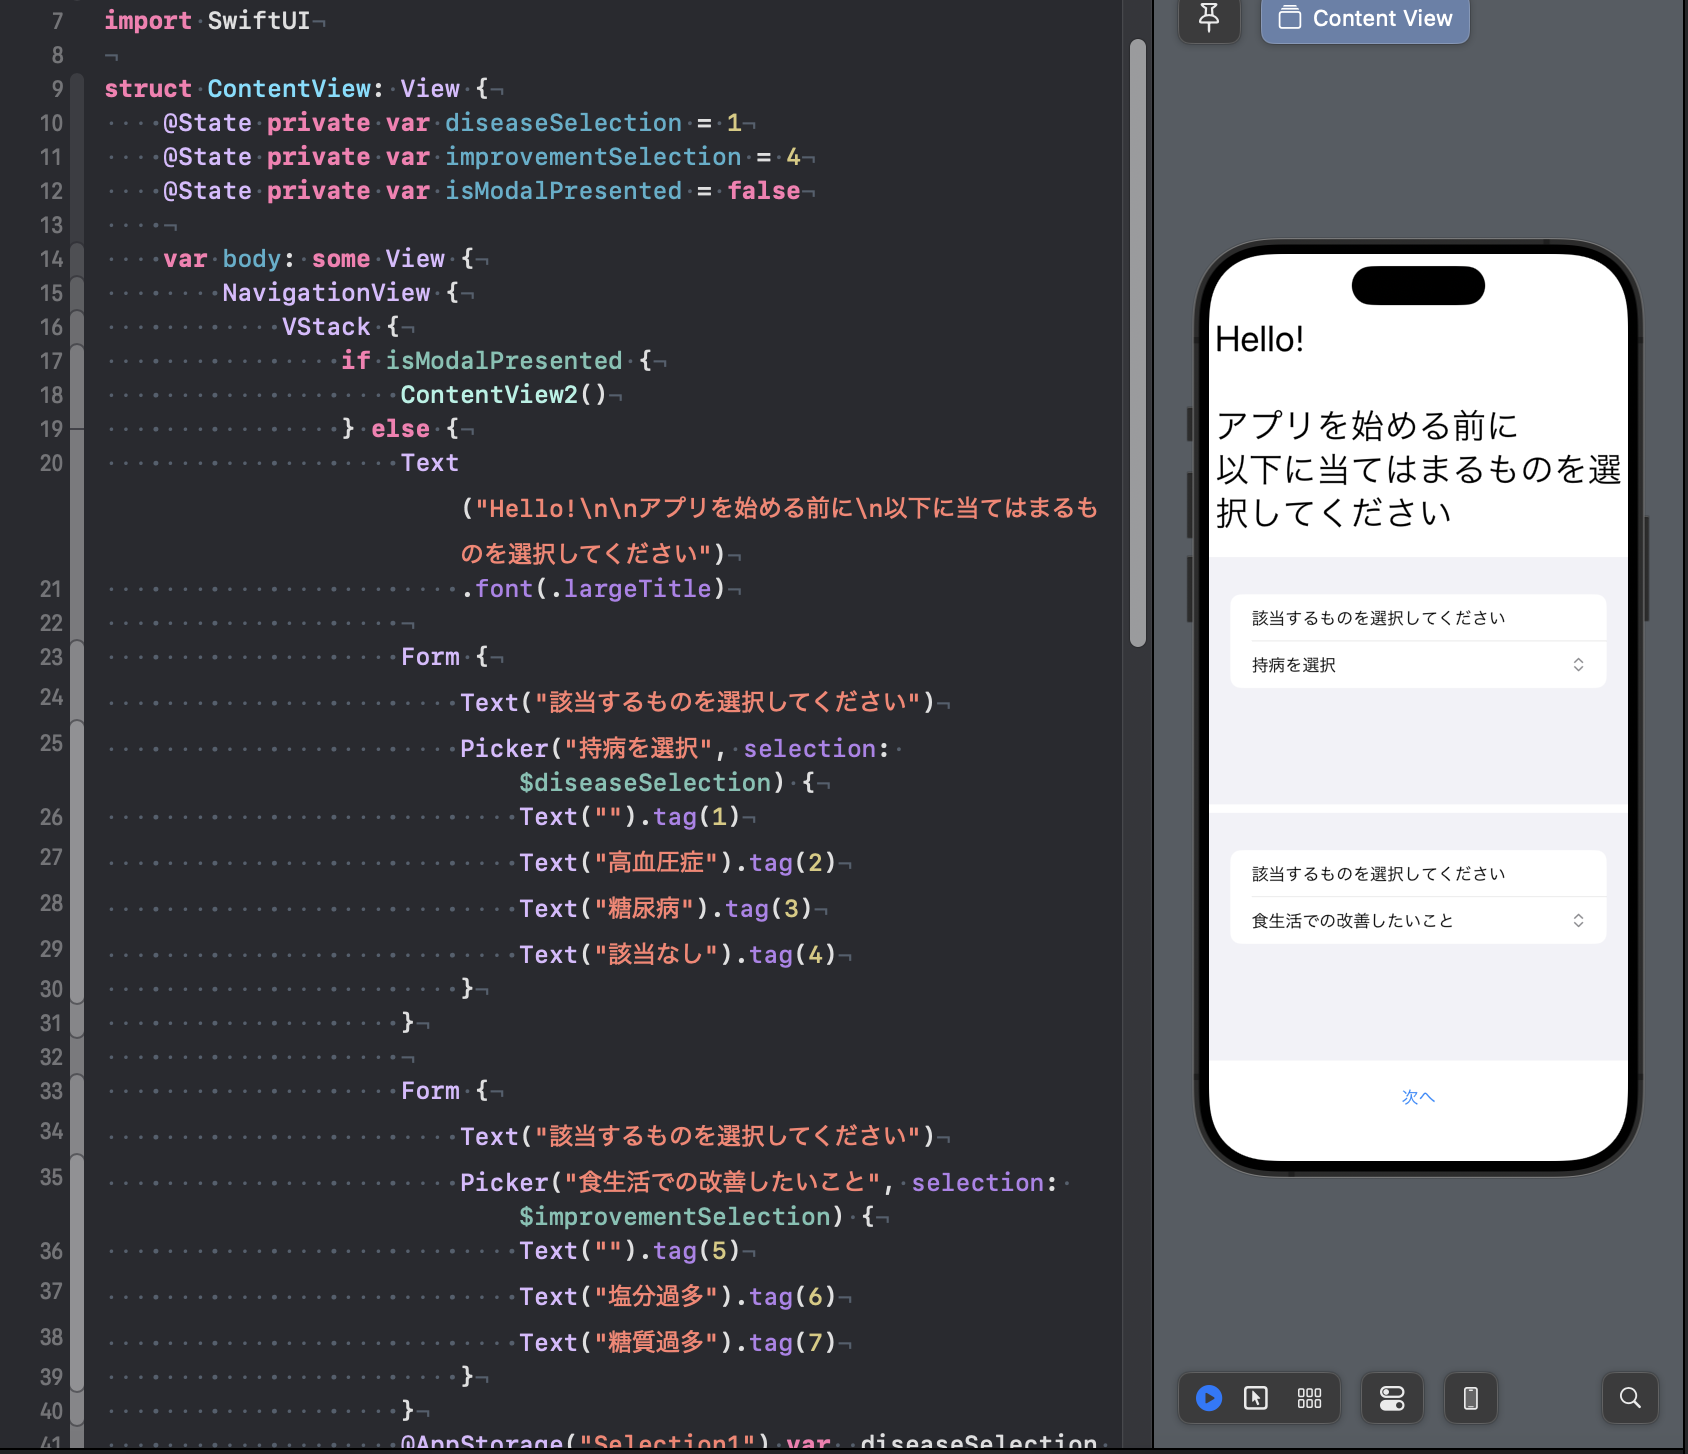 7 import SwiftUI
8
9 struct ContentView: View {
10 @State private var diseaseSelection = 1
11 @State private var improvementSelection = 4
12 @State private var isModalPresented = false
13
14 var body: some View {
15 NavigationView {
16 VStack {
17 if isModalPresented {
18 ContentView2()
19 } else {
20 Text
("Hello!\n\nアプリを始める前に\n以下に当てはまるも
のを選択してください")
21 .font(.largeTitle)
22
23 Form {
24 Text("該当するものを選択してください")
25 Picker("持病を選択", selection:
$diseaseSelection) {
26 Text("").tag(1)
27 Text("高血圧症").tag(2)
28 Text("糖尿病").tag(3)
29 Text("該当なし").tag(4)
30 }
31 }
32
33 Form {
34 Text("該当するものを選択してください")
35 Picker("食生活での改善したいこと", selection:
$improvementSelection) {
36 Text("").tag(5)
37 Text("塩分過多").tag(6)
38 Text("糖質過多").tag(7)
39 }
40 }
41 @AppStorage("Selection1") var diseaseSelection
Content View
Hello!
アプリを始める前に
以下に当てはまるものを選
択してください
該当するものを選択してください
持病を選択
該当するものを選択してください
食生活での改善したいこと
次へ